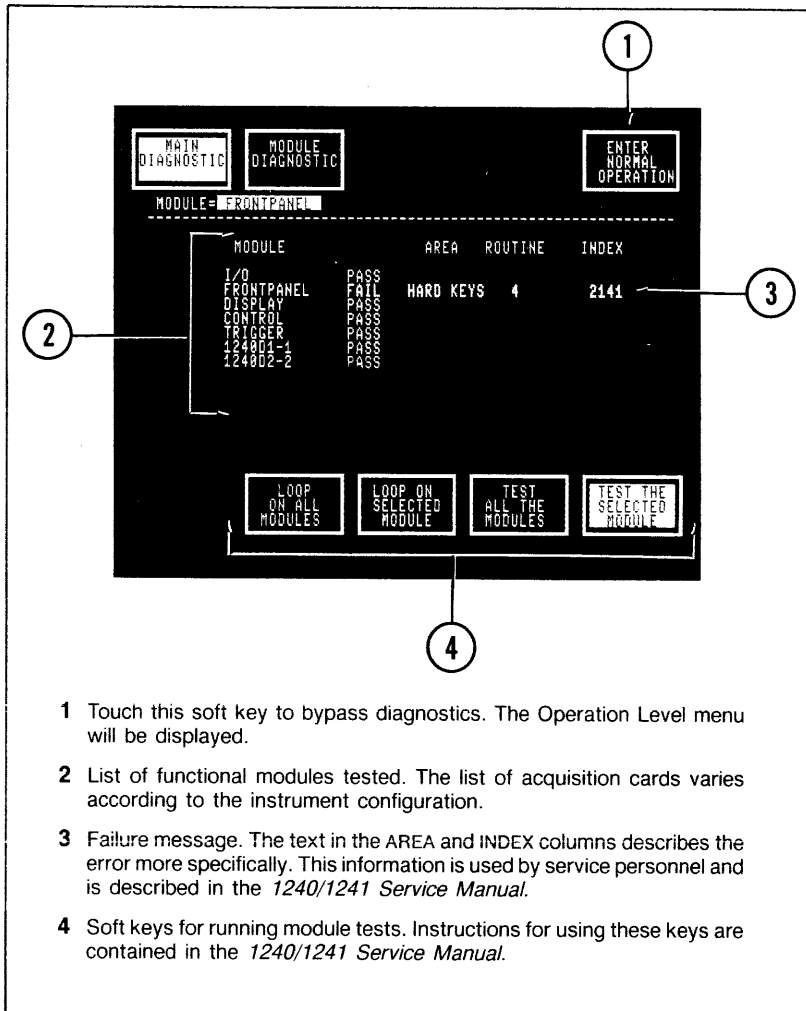 1
MAIN DIAGNOSTIC
MODULE DIAGNOSTIC
ENTER NORMAL OPERATION
MODULE= FRONTPANEL
MODULE AREA ROUTINE INDEX
I/O PASS
FRONTPANEL FAIL HARD KEYS 4 2141
DISPLAY PASS
CONTROL PASS
TRIGGER PASS
1240D1-1 PASS
1240D2-2 PASS
2
3
LOOP ON ALL MODULES
LOOP ON SELECTED MODULE
TEST ALL THE MODULES
TEST THE SELECTED MODULE
4
1 Touch this soft key to bypass diagnostics. The Operation Level menu
will be displayed.
2 List of functional modules tested. The list of acquisition cards varies
according to the instrument configuration.
3 Failure message. The text in the AREA and INDEX columns describes the
error more specifically. This information is used by service personnel and
is described in the 1240/1241 Service Manual.
4 Soft keys for running module tests. Instructions for using these keys are
contained in the 1240/1241 Service Manual.